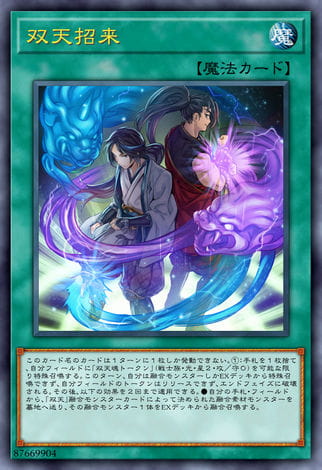 双天招来
魔
【魔法カード】
このカード名のカードは1ターンに1枚しか発動できない。①:手札を1枚捨て
、自分フィールドに「双天魂トークン」(戦士族・光・星2・攻/守0)を可能な限
り特殊召喚する。このターン、自分は融合モンスターしかEXデッキから特殊召
喚できず、自分フィールドのトークンはリリースできず、エンドフェイズに破壊
される。その後、以下の効果を2回まで適用できる。●自分の手札・フィールド
から、「双天」融合モンスターカードによって決められた融合素材モンスターを
墓地へ送り、その融合モンスター1体をEXデッキから融合召喚する。
87669904